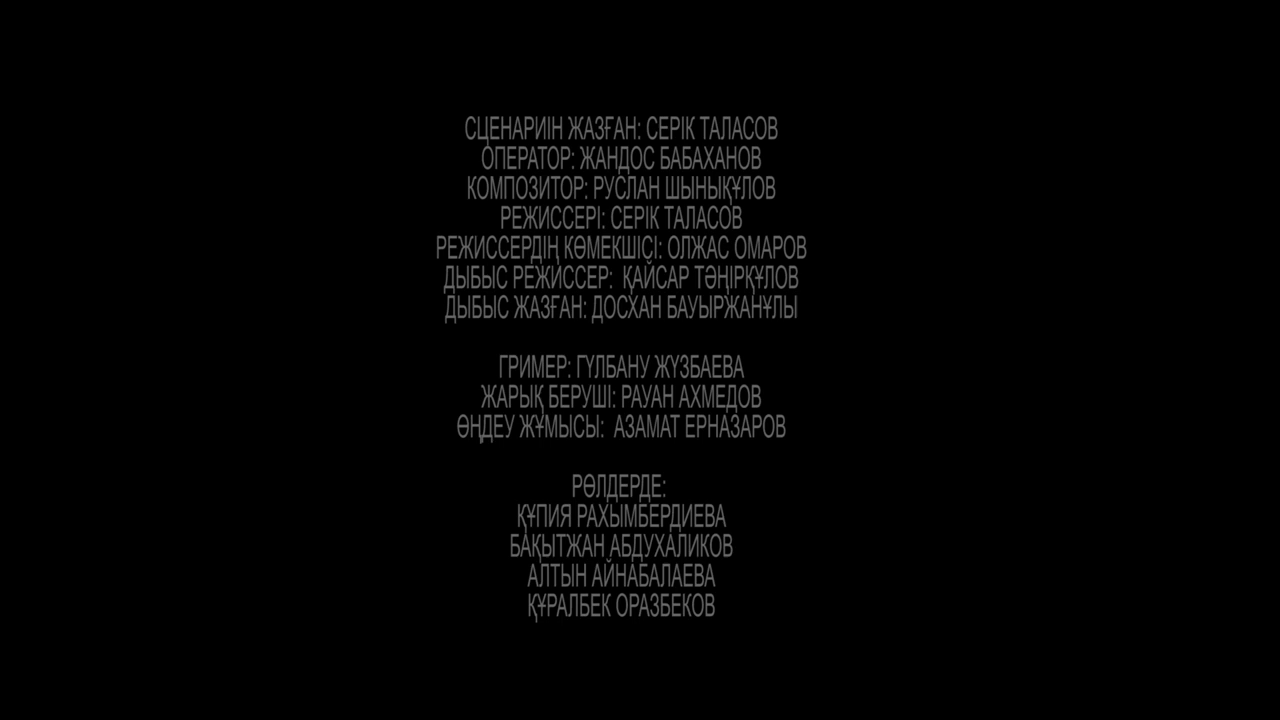 СЦЕНАРИІН ЖАЗҒАН: СЕРІК ТАЛАСОВ
ОПЕРАТОР: ЖАНДОС БАБАХАНОВ
КОМПОЗИТОР: РУСЛАН ШЫНЫҚҰЛОВ
РЕЖИССЕРІ: СЕРІК ТАЛАСОВ
РЕЖИССЕРДІҢ КӨМЕКШІСІ: ОЛЖАС ОМАРОВ
ДЫБЫС РЕЖИССЕР: ҚАЙСАР ТӘҢІРҚҰЛОВ
ДЫБЫС ЖАЗҒАН: ДОСХАН БАУЫРЖАНҰЛЫ
ГРИМЕР: ГҮЛБАНУ ЖҮЗБАЕВА
ЖАРЫҚ БЕРУШІ: РАУАН АХМЕДОВ
ӨҢДЕУ ЖҰМЫСЫ: АЗАМАТ ЕРНАЗАРОВ
РӨЛДЕРДЕ:
ҚҰПИЯ РАХЫМБЕРДИЕВА
БАҚЫТЖАН АБДУХАЛИКОВ
АЛТЫН АЙНАБАЛАЕВА
ҚҰРАЛБЕК ОРАЗБЕКОВ